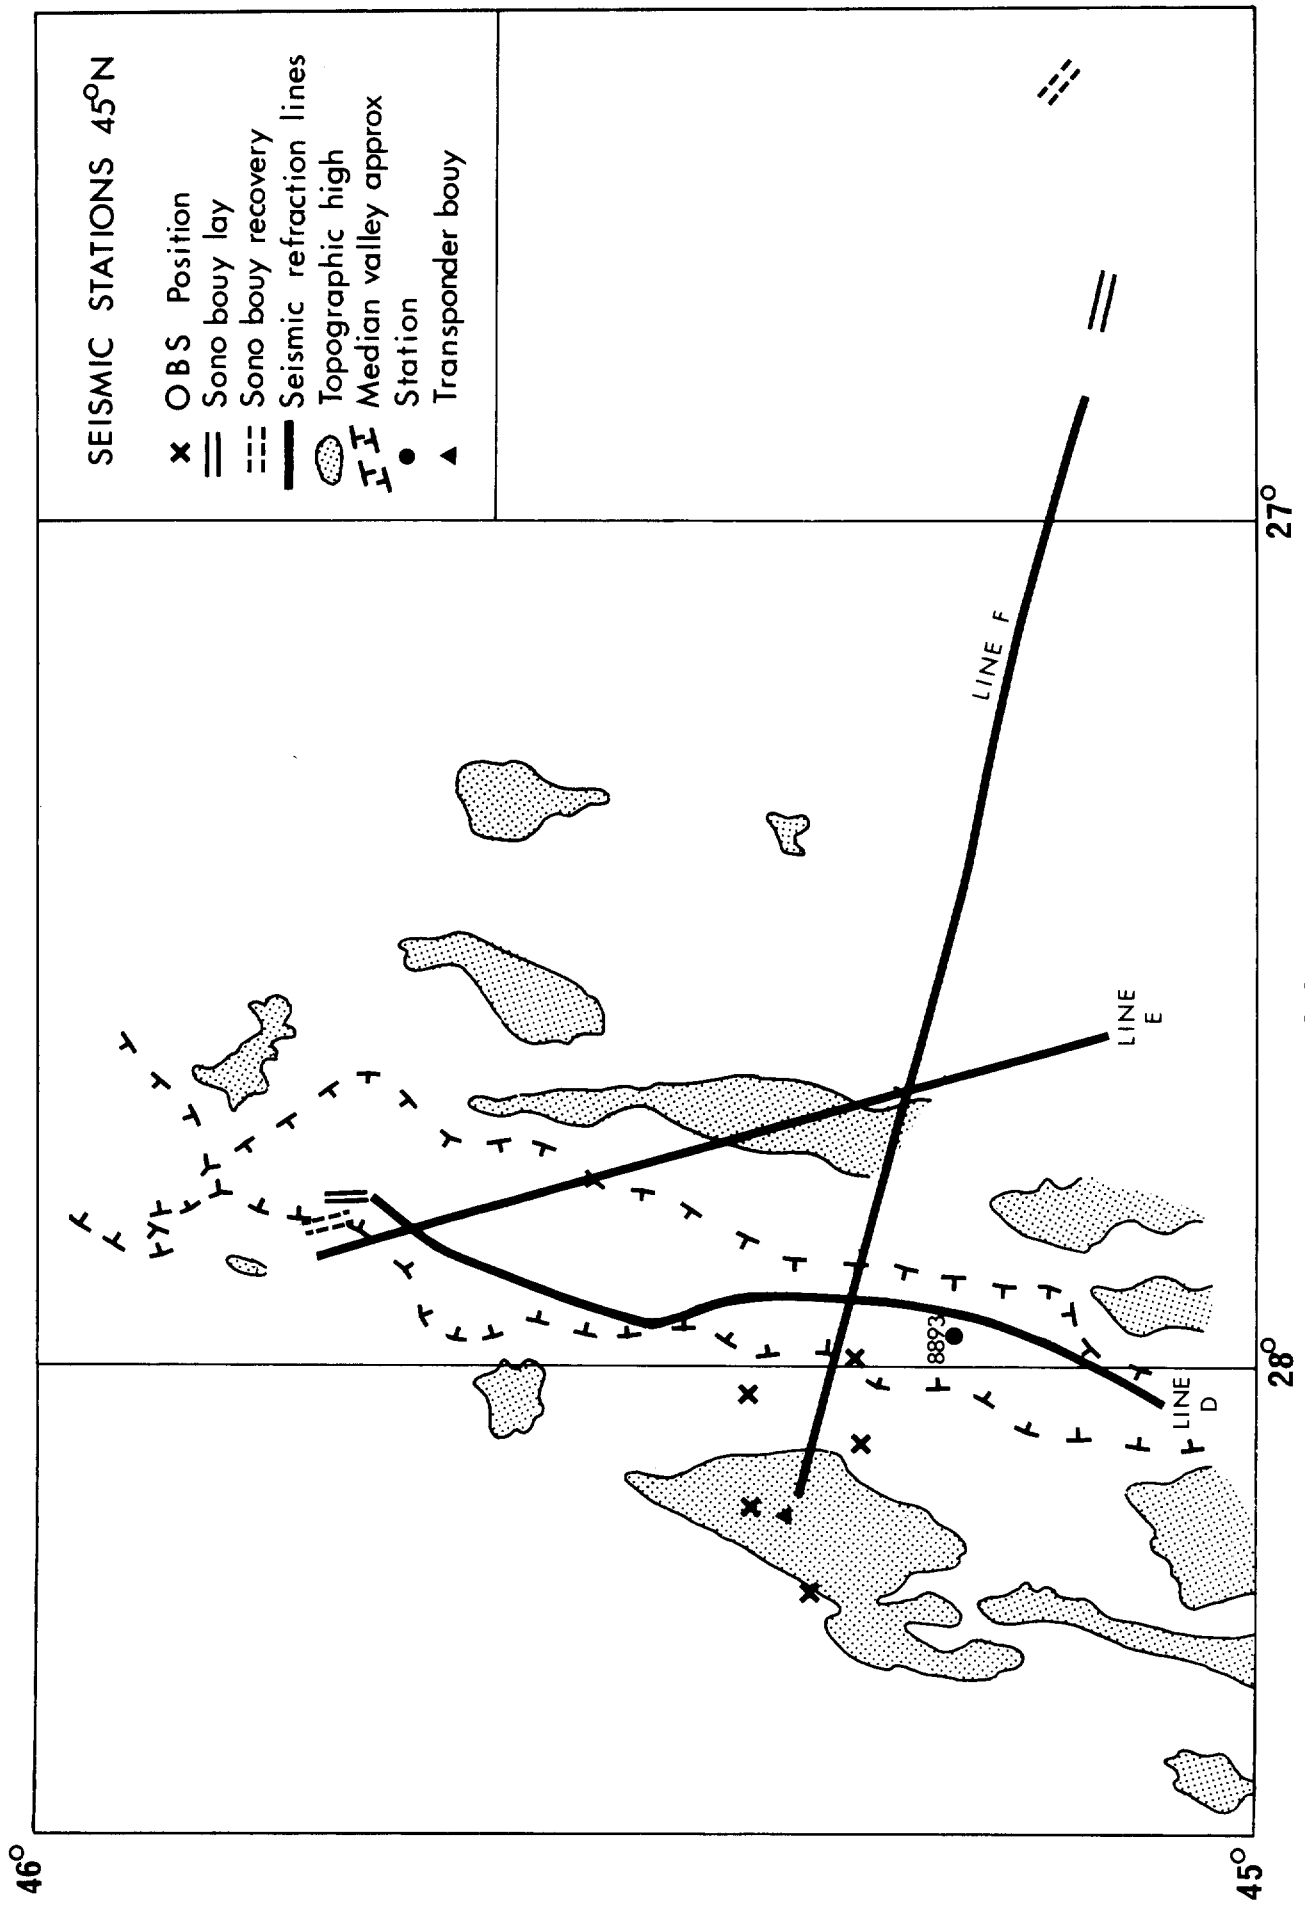 SEISMIC STATIONS 45°N
OBS Position
Sono bouy lay
Sono bouy recovery
Seismic refraction lines
Topographic high
Median valley approx
Station
Transponder bouy
46°
45°
28°
27°
LINE F
LINE
E
LINE
D
8893